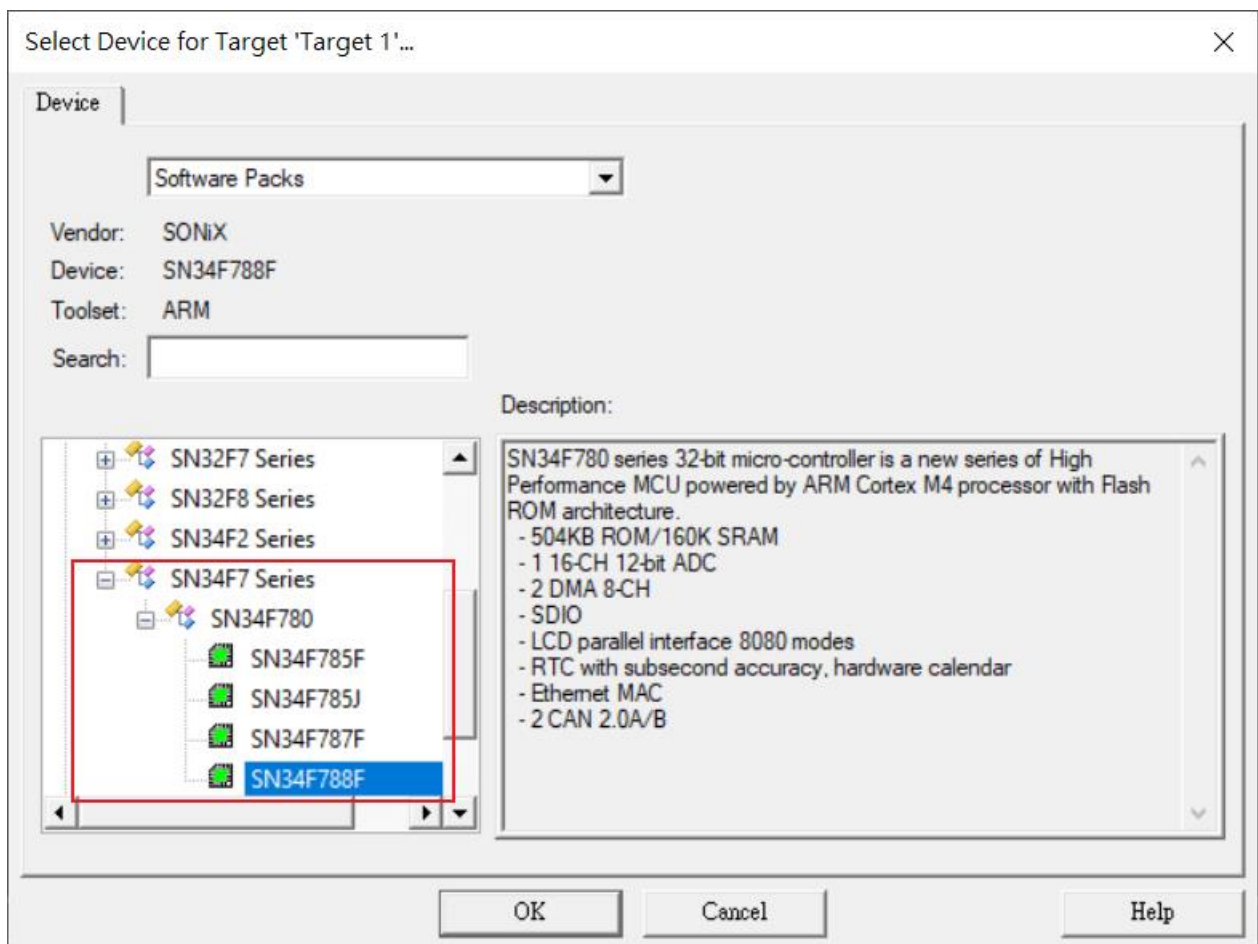 Select Device for Target 'Target 1'...
Device
Software Packs
Vendor: SONiX
Device: SN34F788F
Toolset: ARM
Search:
Description:
SN32F7 Series
SN32F8 Series
SN34F2 Series
SN34F7 Series
SN34F780
SN34F785F
SN34F785J
SN34F787F
SN34F788F
SN34F780 series 32-bit micro-controller is a new series of High
Performance MCU powered by ARM Cortex M4 processor with Flash
ROM architecture.
- 504KB ROM/160K SRAM
- 1 16-CH 12-bit ADC
- 2 DMA 8-CH
- SDIO
- LCD parallel interface 8080 modes
- RTC with subsecond accuracy, hardware calendar
- Ethernet MAC
- 2 CAN 2.0A/B
OK
Cancel
Help